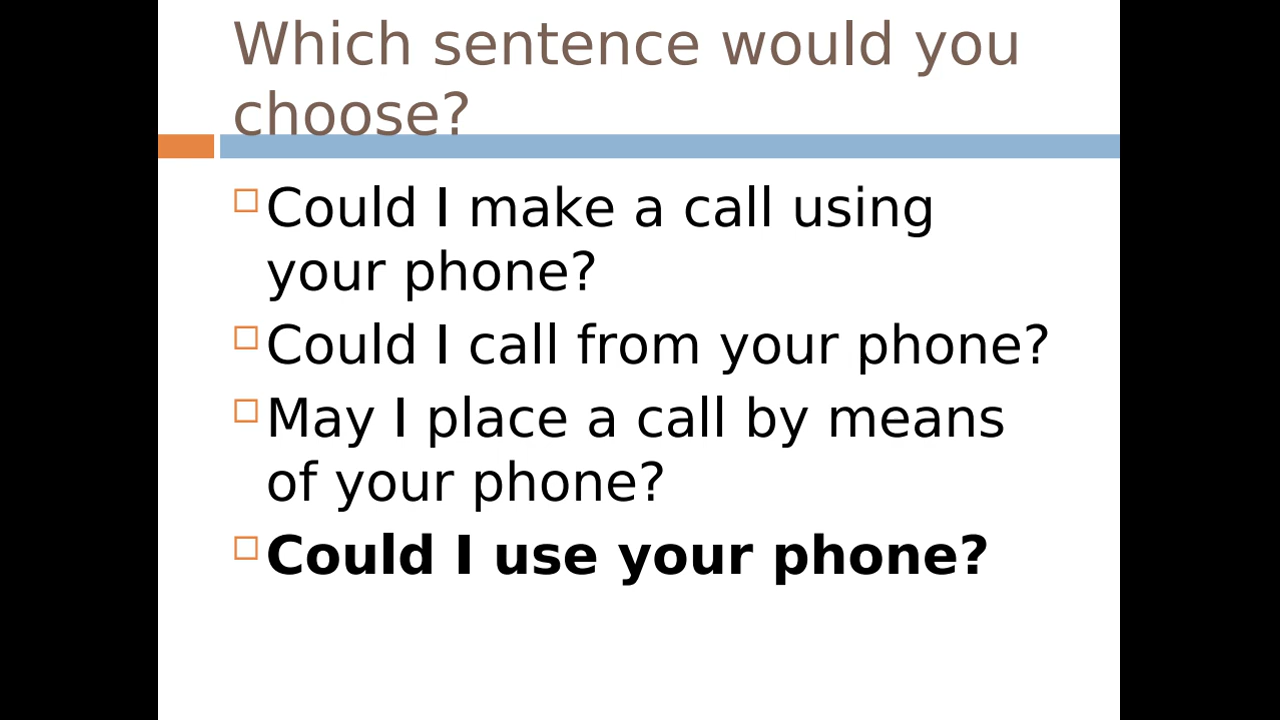 Which sentence would you
choose?
Could I make a call using
your phone?
Could I call from your phone?
May I place a call by means
of your phone?
Could I use your phone?